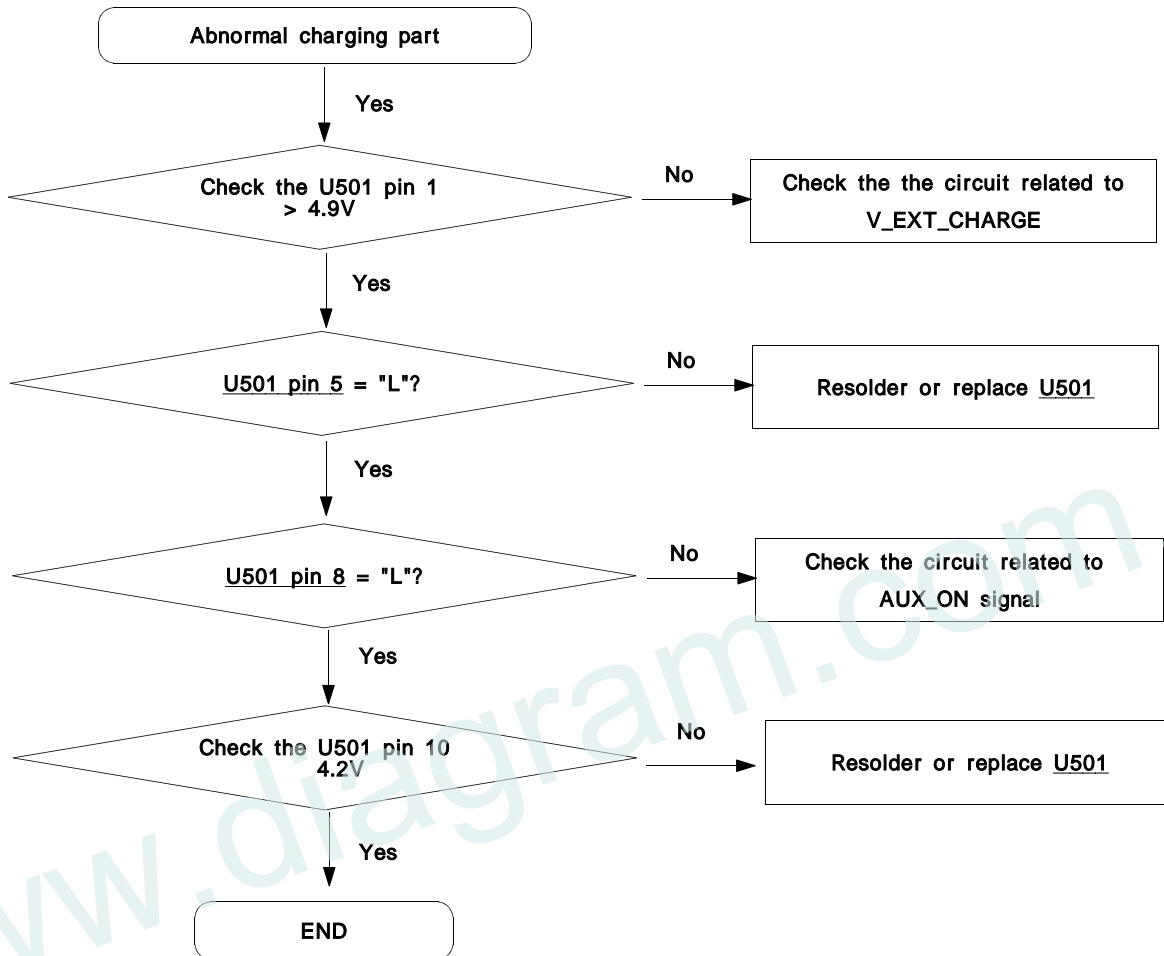 Abnormal charging part
Yes
Check the U501 pin 1
> 4.9V
No
Check the the circuit related to
V_EXT_CHARGE
Yes
U501 pin 5 = "L"?
No
Resolder or replace U501
Yes
U501 pin 8 = "L"?
No
Check the circuit related to
AUX_ON signal
Yes
Check the U501 pin 10
4.2V
No
Resolder or replace U501
Yes
END
w.diagram.com